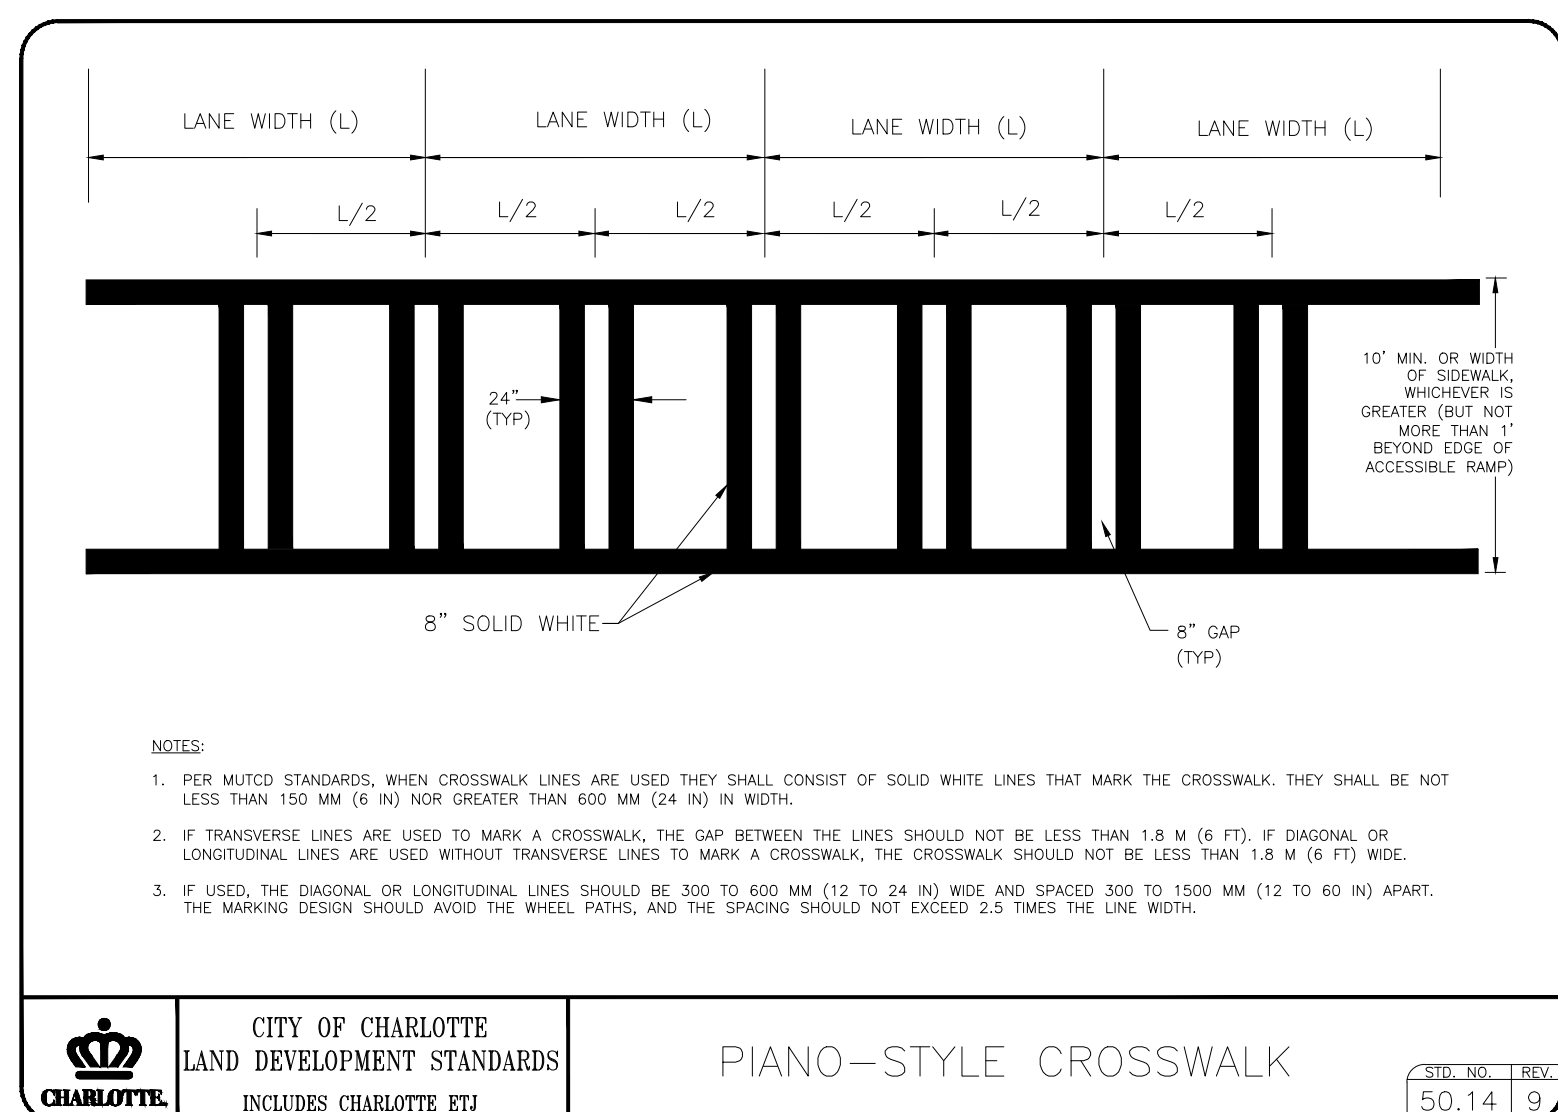 LANE WIDTH (L)
LANE WIDTH (L)
LANE WIDTH (L)
LANE WIDTH (L)
L/2
L/2
L/2
L/2
L/2
L/2
10' MIN. OR WIDTH
OF SIDEWALK,
WHICHEVER IS
GREATER (BUT NOT
MORE THAN 1'
BEYOND EDGE OF
ACCESSIBLE RAMP)
24"
(TYP)
8" SOLID WHITE
8" GAP
(TYP)
NOTES:
1. PER MUTCD STANDARDS, WHEN CROSSWALK LINES ARE USED THEY SHALL CONSIST OF SOLID WHITE LINES THAT MARK THE CROSSWALK. THEY SHALL BE NOT
LESS THAN 150 MM (6 IN) NOR GREATER THAN 600 MM (24 IN) IN WIDTH.
2. IF TRANSVERSE LINES ARE USED TO MARK A CROSSWALK, THE GAP BETWEEN THE LINES SHOULD NOT BE LESS THAN 1.8 M (6 FT). IF DIAGONAL OR
LONGITUDINAL LINES ARE USED WITHOUT TRANSVERSE LINES TO MARK A CROSSWALK, THE CROSSWALK SHOULD NOT BE LESS THAN 1.8 M (6 FT) WIDE.
3. IF USED, THE DIAGONAL OR LONGITUDINAL LINES SHOULD BE 300 TO 600 MM (12 TO 24 IN) WIDE AND SPACED 300 TO 1500 MM (12 TO 60 IN) APART.
THE MARKING DESIGN SHOULD AVOID THE WHEEL PATHS, AND THE SPACING SHOULD NOT EXCEED 2.5 TIMES THE LINE WIDTH.
CHARLOTTE.
CITY OF CHARLOTTE
LAND DEVELOPMENT STANDARDS
INCLUDES CHARLOTTE ETJ
PIANO-STYLE CROSSWALK
STD. NO. REV.
50.14 9